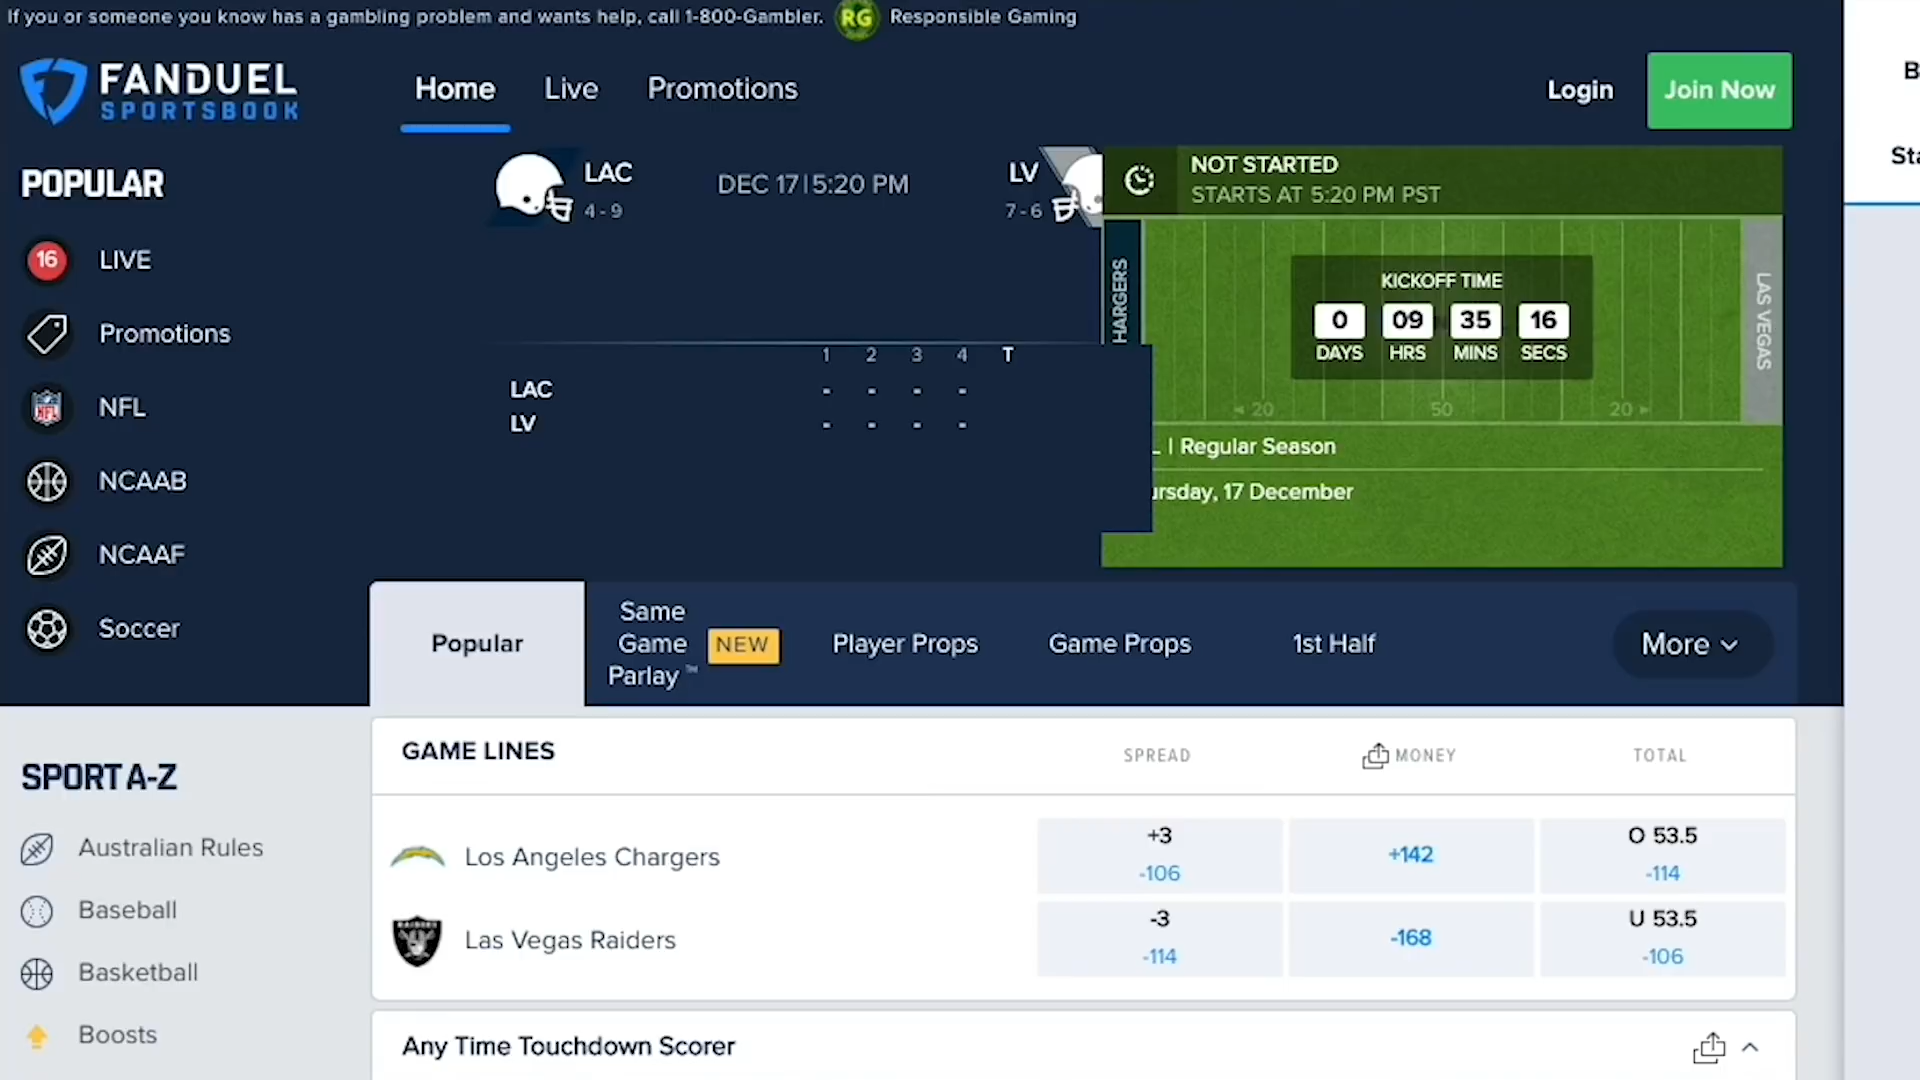 If you or someone you know has a gambling problem and wants help, call 1-800-Gambler. RG Responsible Gaming
FANDUEL
SPORTSBOOK
Home Live Promotions
Login Join Now
POPULAR
16 LIVE
Promotions
NFL
NCAAB
NCAAF
Soccer
LAC
4 - 9
DEC 17 | 5:20 PM
LV
7 - 6
1 2 3 4 T
LAC - - - -
LV - - - -
NOT STARTED
STARTS AT 5:20 PM PST
HARGERS
LAS VEGAS
KICKOFF TIME
0 09 35 16
DAYS HRS MINS SECS
20 50 20
| Regular Season
ursday, 17 December
Popular
Same Game Parlay ™ NEW
Player Props
Game Props
1st Half
More
SPORT A-Z
Australian Rules
Baseball
Basketball
Boosts
GAME LINES SPREAD MONEY TOTAL
Los Angeles Chargers
+3
-106
+142
O 53.5
-114
RAIDERS
Las Vegas Raiders
-3
-114
-168
U 53.5
-106
Any Time Touchdown Scorer
B
Sta